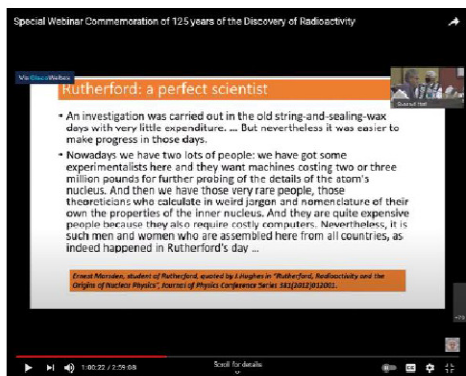 Special Webinar Commemoration of 125 years of the Discovery of Radioactivity
Via CiscoWebex
Rutherford: a perfect scientist
• An investigation was carried out in the old string-and-sealing-wax
days with very little expenditure. ... But nevertheless it was easier to
make progress in those days.
• Nowadays we have two lots of people: we have got some
experimentalists here and they want machines costing two or three
million pounds for further probing of the details of the atom's
nucleus. And then we have those very rare people, those
theoreticians who calculate in weird jargon and nomenclature of their
own the properties of the inner nucleus. And they are quite expensive
people because they also require costly computers. Nevertheless, it is
such men and women who are assembled here from all countries, as
indeed happened in Rutherford's day ...
Ernest Marsden, student of Rutherford, quoted by J.Hughes in "Rutherford, Radioactivity and the
Origins of Nuclear Physics", Journal of Physics Conference Series 381(2012)012001.
1:00:22 / 2:59:08
Scroll for details